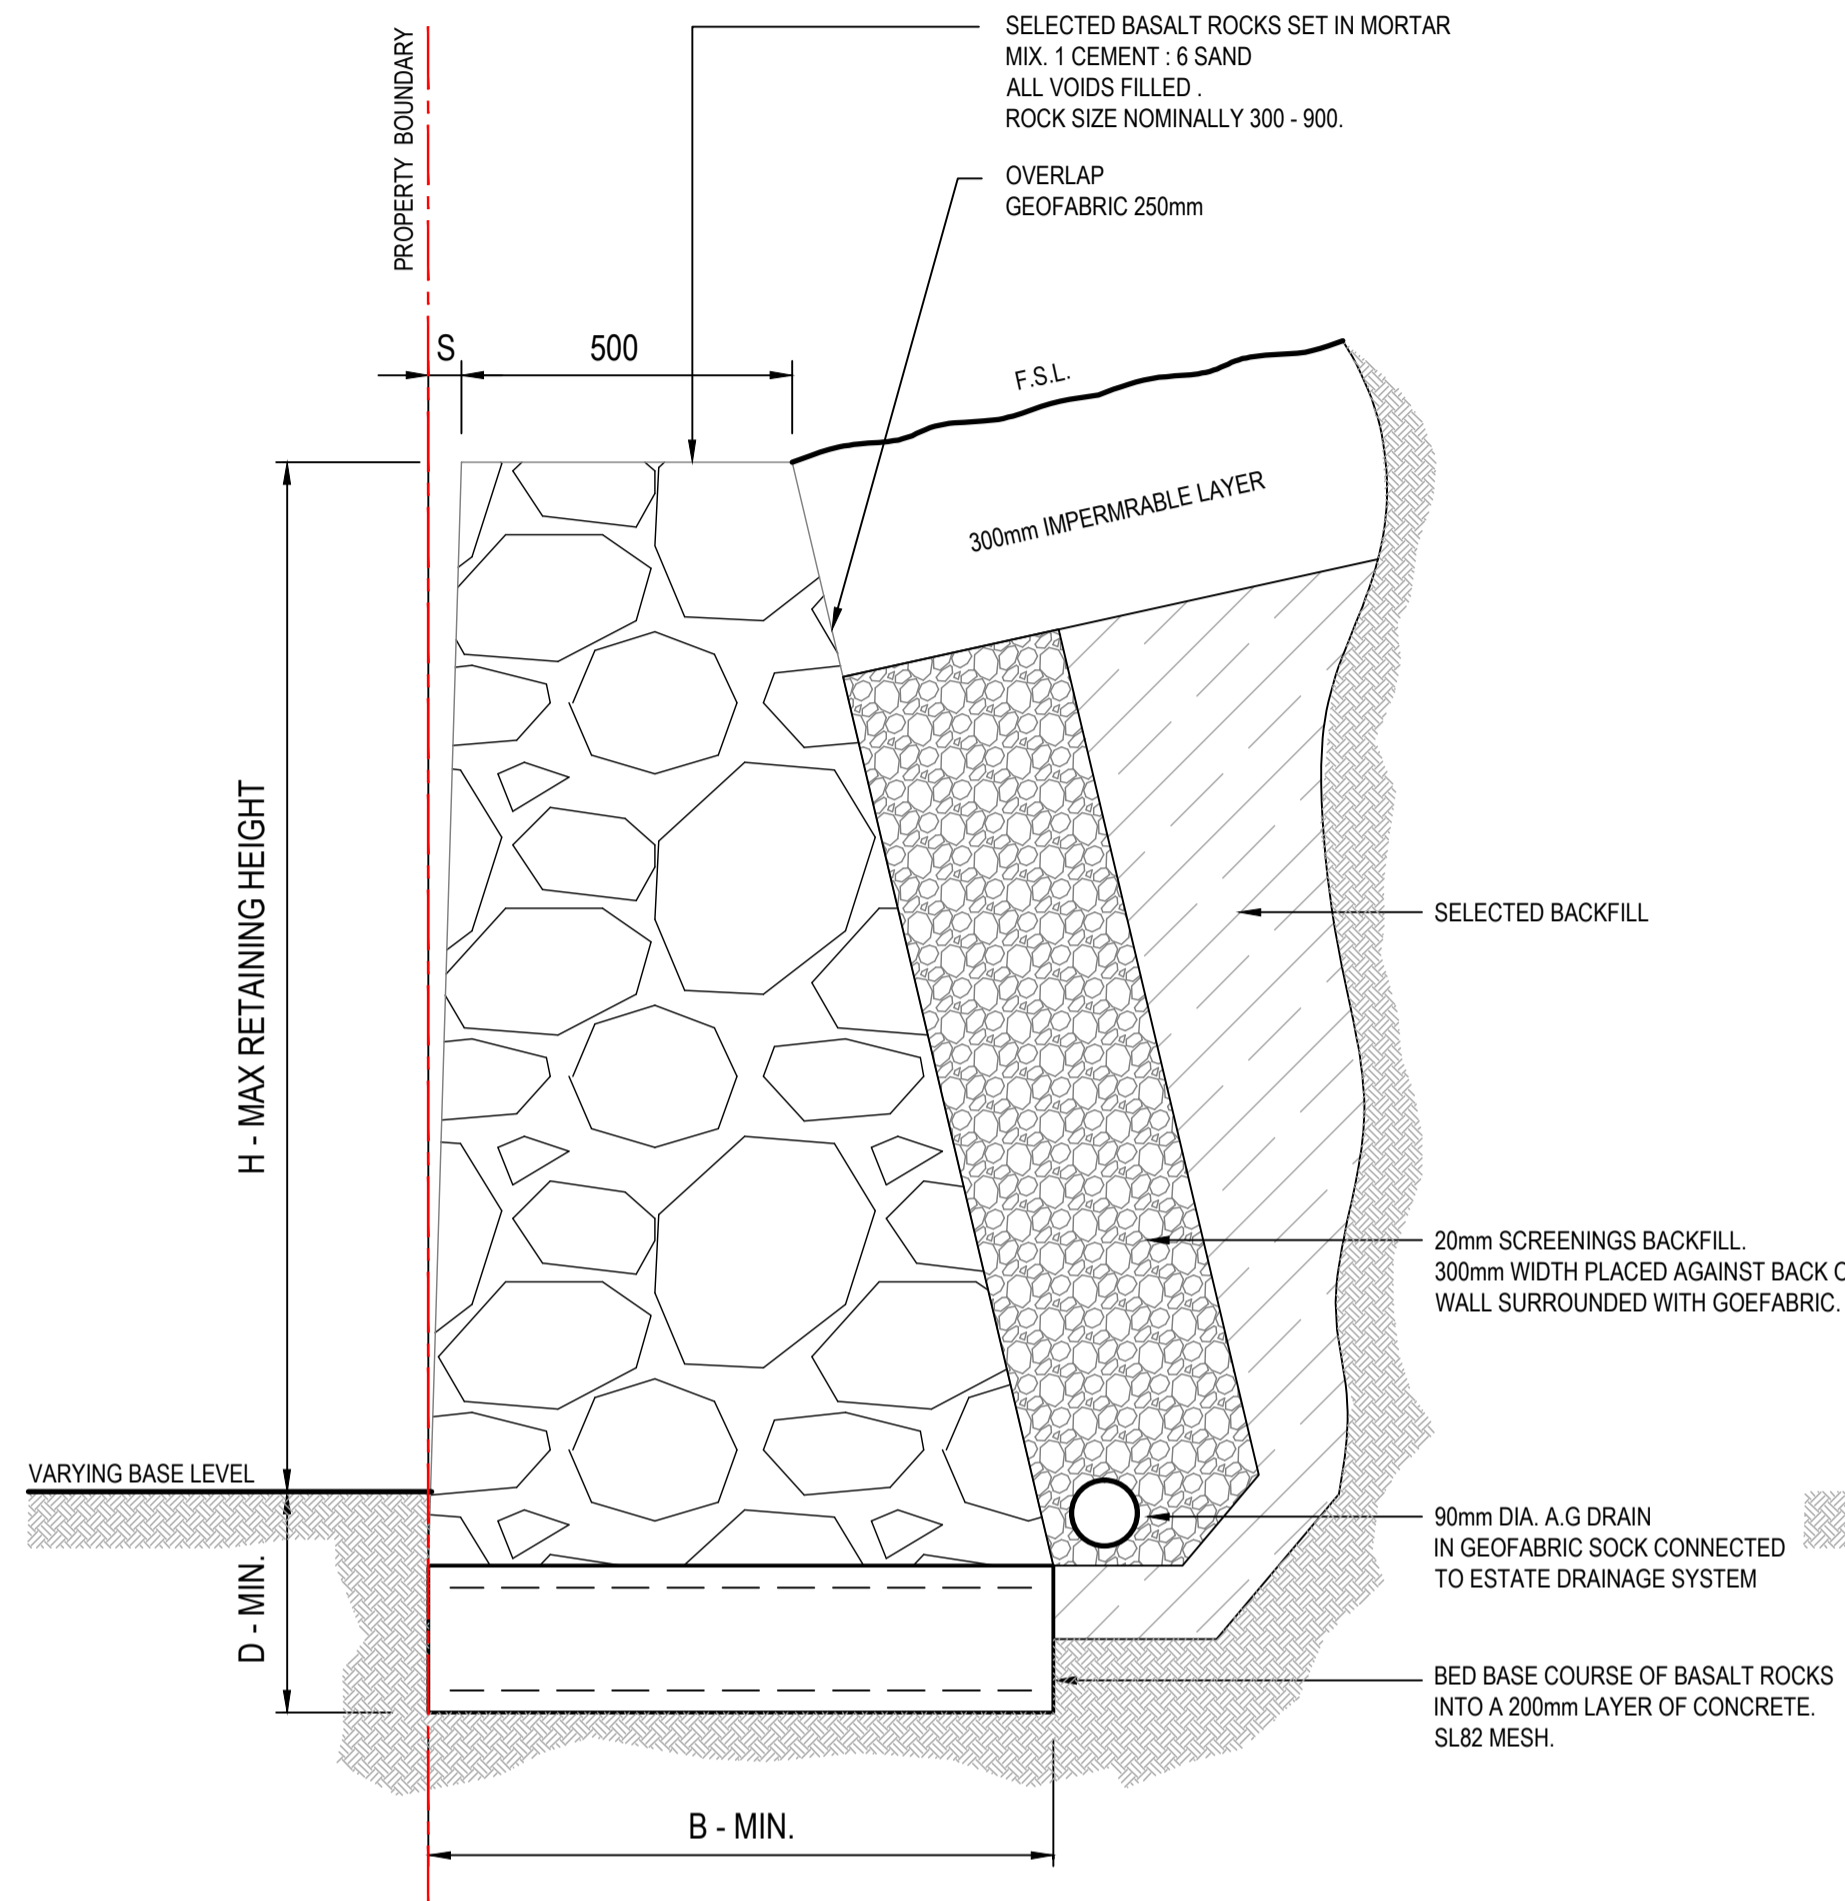 SELECTED BASALT ROCKS SET IN MORTAR
MIX. 1 CEMENT : 6 SAND
ALL VOIDS FILLED .
ROCK SIZE NOMINALLY 300 - 900.
OVERLAP
GEOFABRIC 250mm
PROPERTY BOUNDARY
S
500
F.S.L.
300mm IMPERMRABLE LAYER
H - MAX RETAINING HEIGHT
SELECTED BACKFILL
20mm SCREENINGS BACKFILL.
300mm WIDTH PLACED AGAINST BACK
WALL SURROUNDED WITH GOEFABRIC.
VARYING BASE LEVEL
90mm DIA. A.G DRAIN
IN GEOFABRIC SOCK CONNECTED
TO ESTATE DRAINAGE SYSTEM
D - MIN.
BED BASE COURSE OF BASALT ROCKS
INTO A 200mm LAYER OF CONCRETE.
SL82 MESH.
B - MIN.